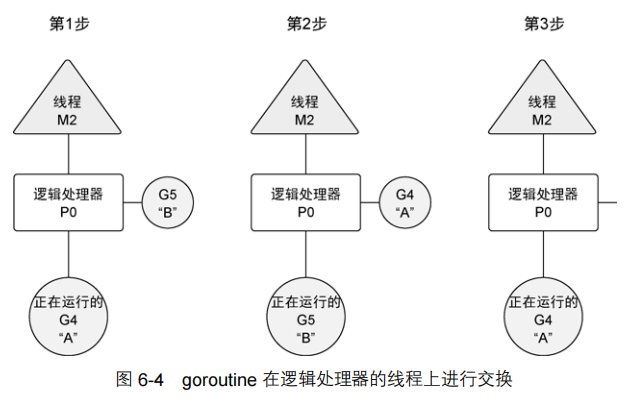 第1步
第2步
第3步
线程
M2
线程
M2
线程
M2
逻辑处理器
P0
G5
“B”
逻辑处理器
P0
G4
“A”
逻辑处理器
P0
正在运行的
G4
“A”
正在运行的
G5
“B”
正在运行的
G4
“A”
图 6-4 goroutine 在逻辑处理器的线程上进行交换